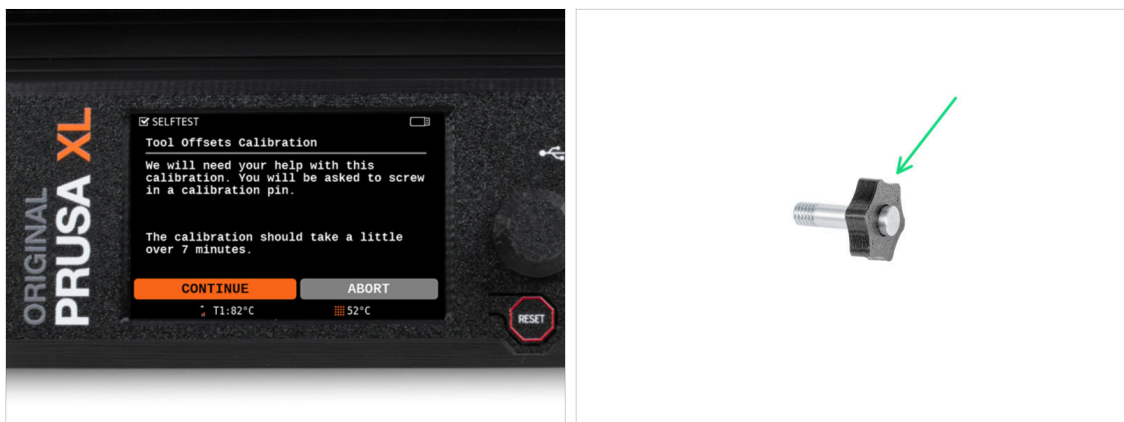 ORIGINAL
PRUSA XL
SELFTEST
Tool Offsets Calibration
We will need your help with this
calibration. You will be asked to screw
in a calibration pin.
The calibration should take a little
over 7 minutes.
CONTINUE
ABORT
T1:82°C
52°C
RESET